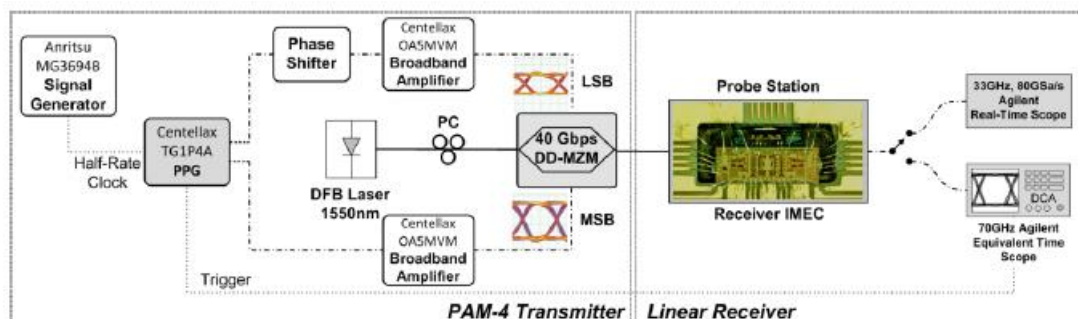 Anritsu
MG3694B
Signal
Generator
Half-Rate
Clock
Centellax
TG1P4A
PPG
Trigger
Phase
Shifter
Centellax
OA5MVM
Broadband
Amplifier
LSB
DFB Laser
1550nm
PC
40 Gbps
DD-MZM
MSB
Centellax
OA5MVM
Broadband
Amplifier
PAM-4 Transmitter
Probe Station
Receiver IMEC
33GHz, 80GSa/s
Agilent
Real-Time Scope
DCA
70GHz Agilent
Equivalent Time
Scope
Linear Receiver